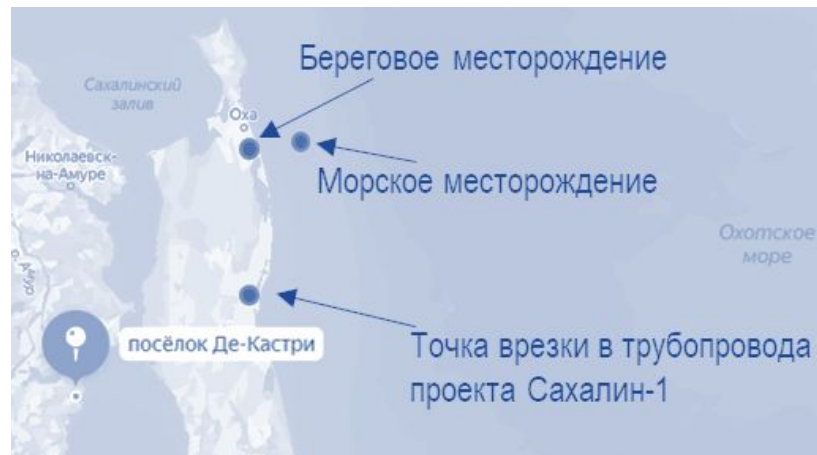 Береговое месторождение
Сахалинский
залив
Оха
Николаевск-
на-Амуре
Морское месторождение
Охотское
море
Амур
посёлок Де-Кастри
Точка врезки в трубопровода
проекта Сахалин-1